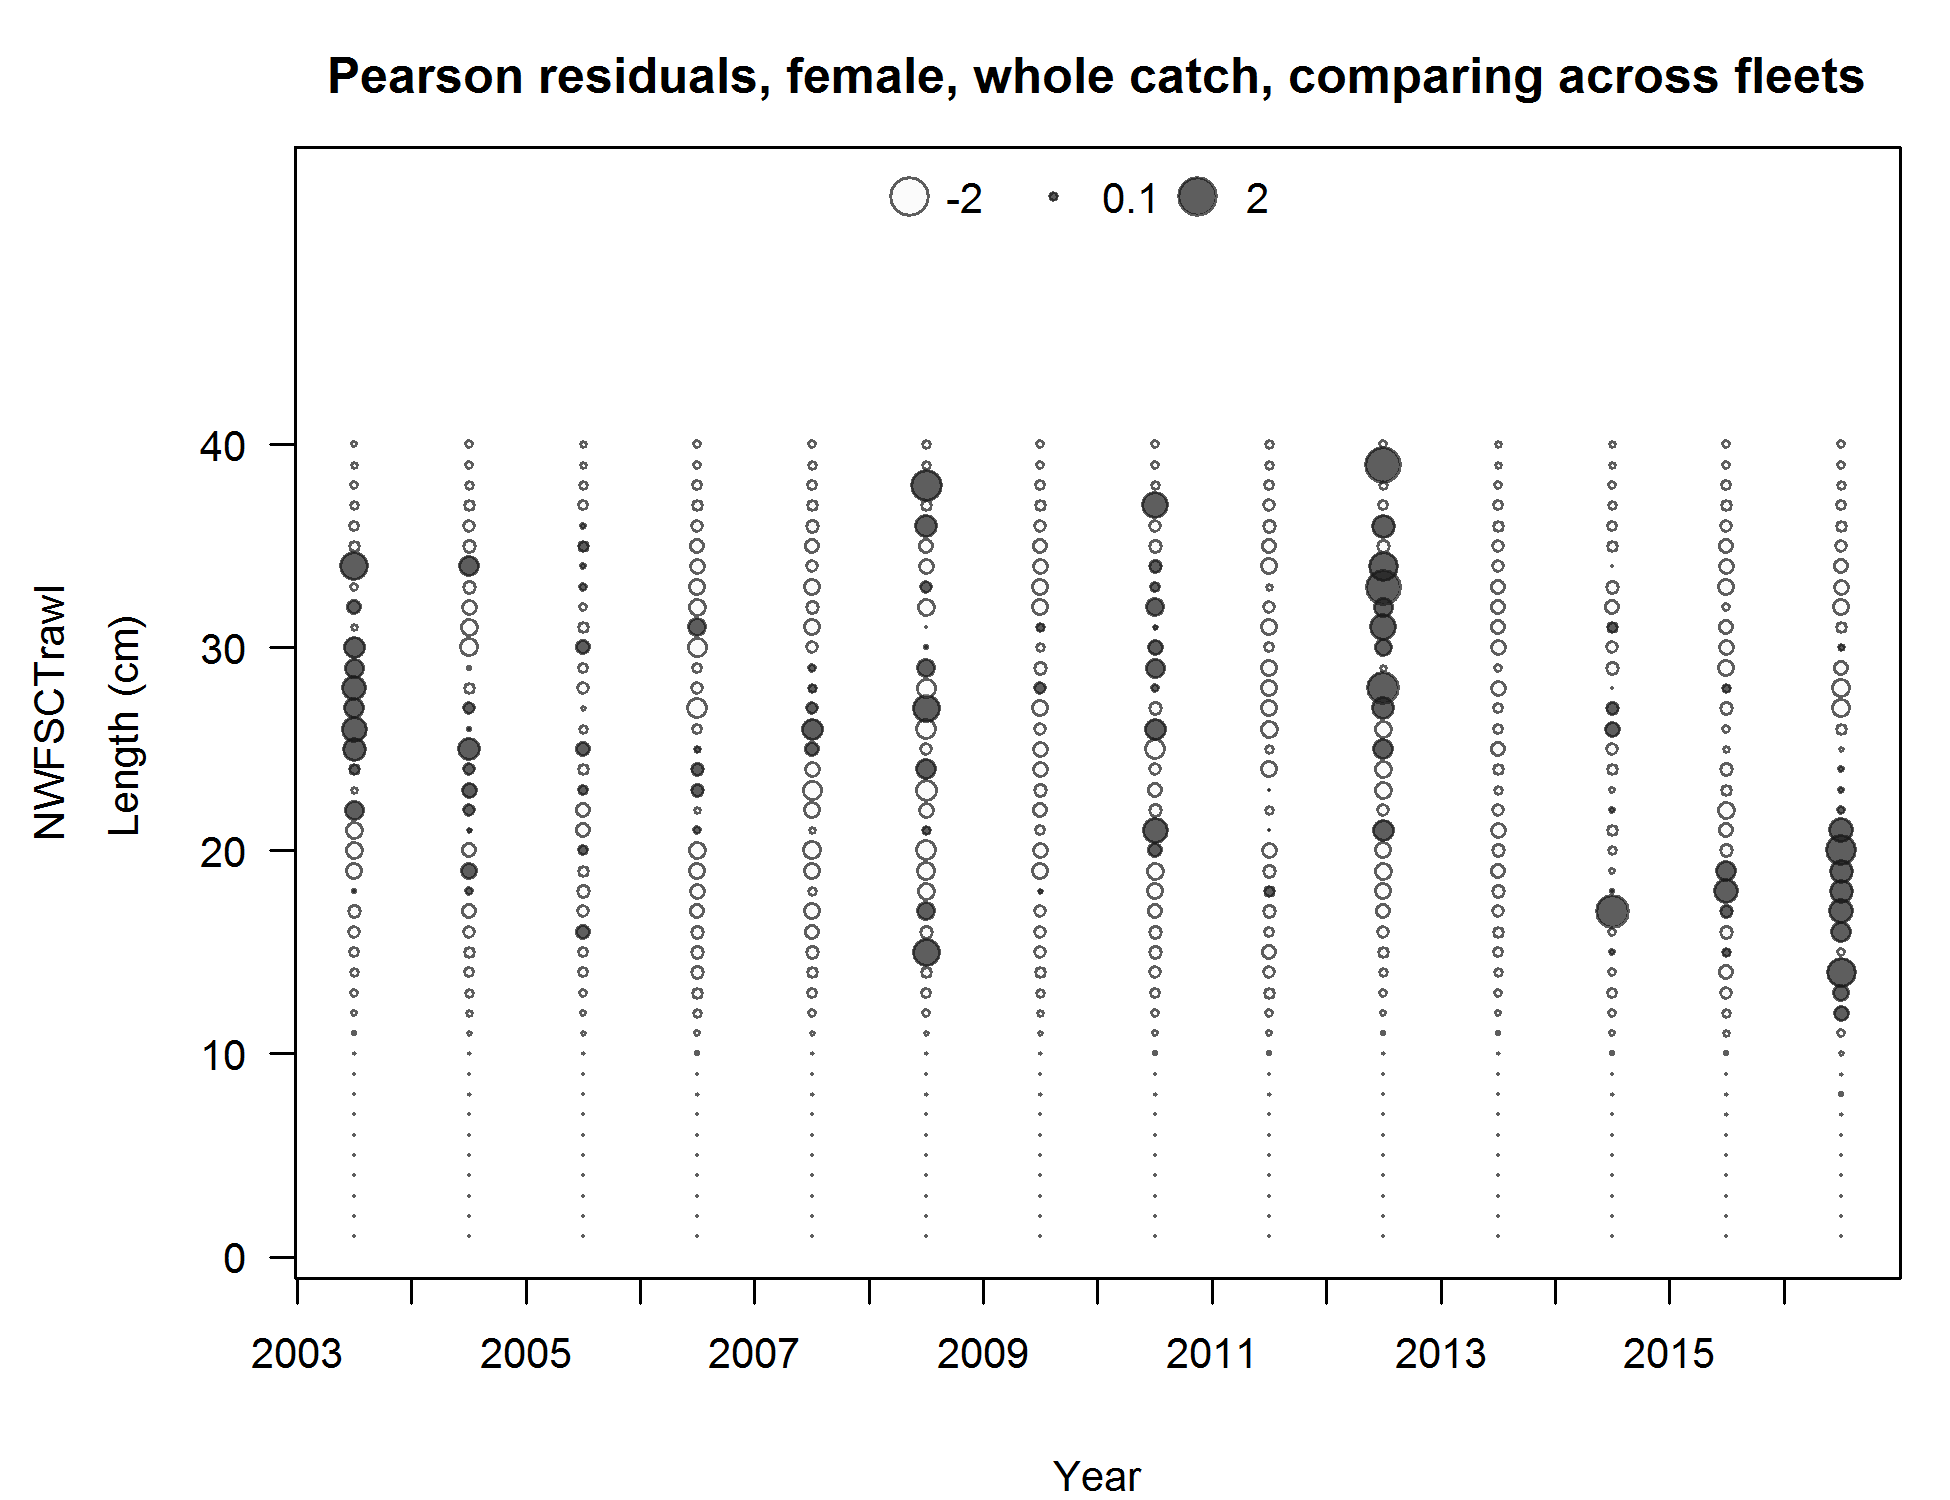 Pearson residuals, female, whole catch, comparing across fleets
-2 0.1 2
NWFSCTrawl
Length (cm)
40
30
20
10
0
2003 2005 2007 2009 2011 2013 2015
Year